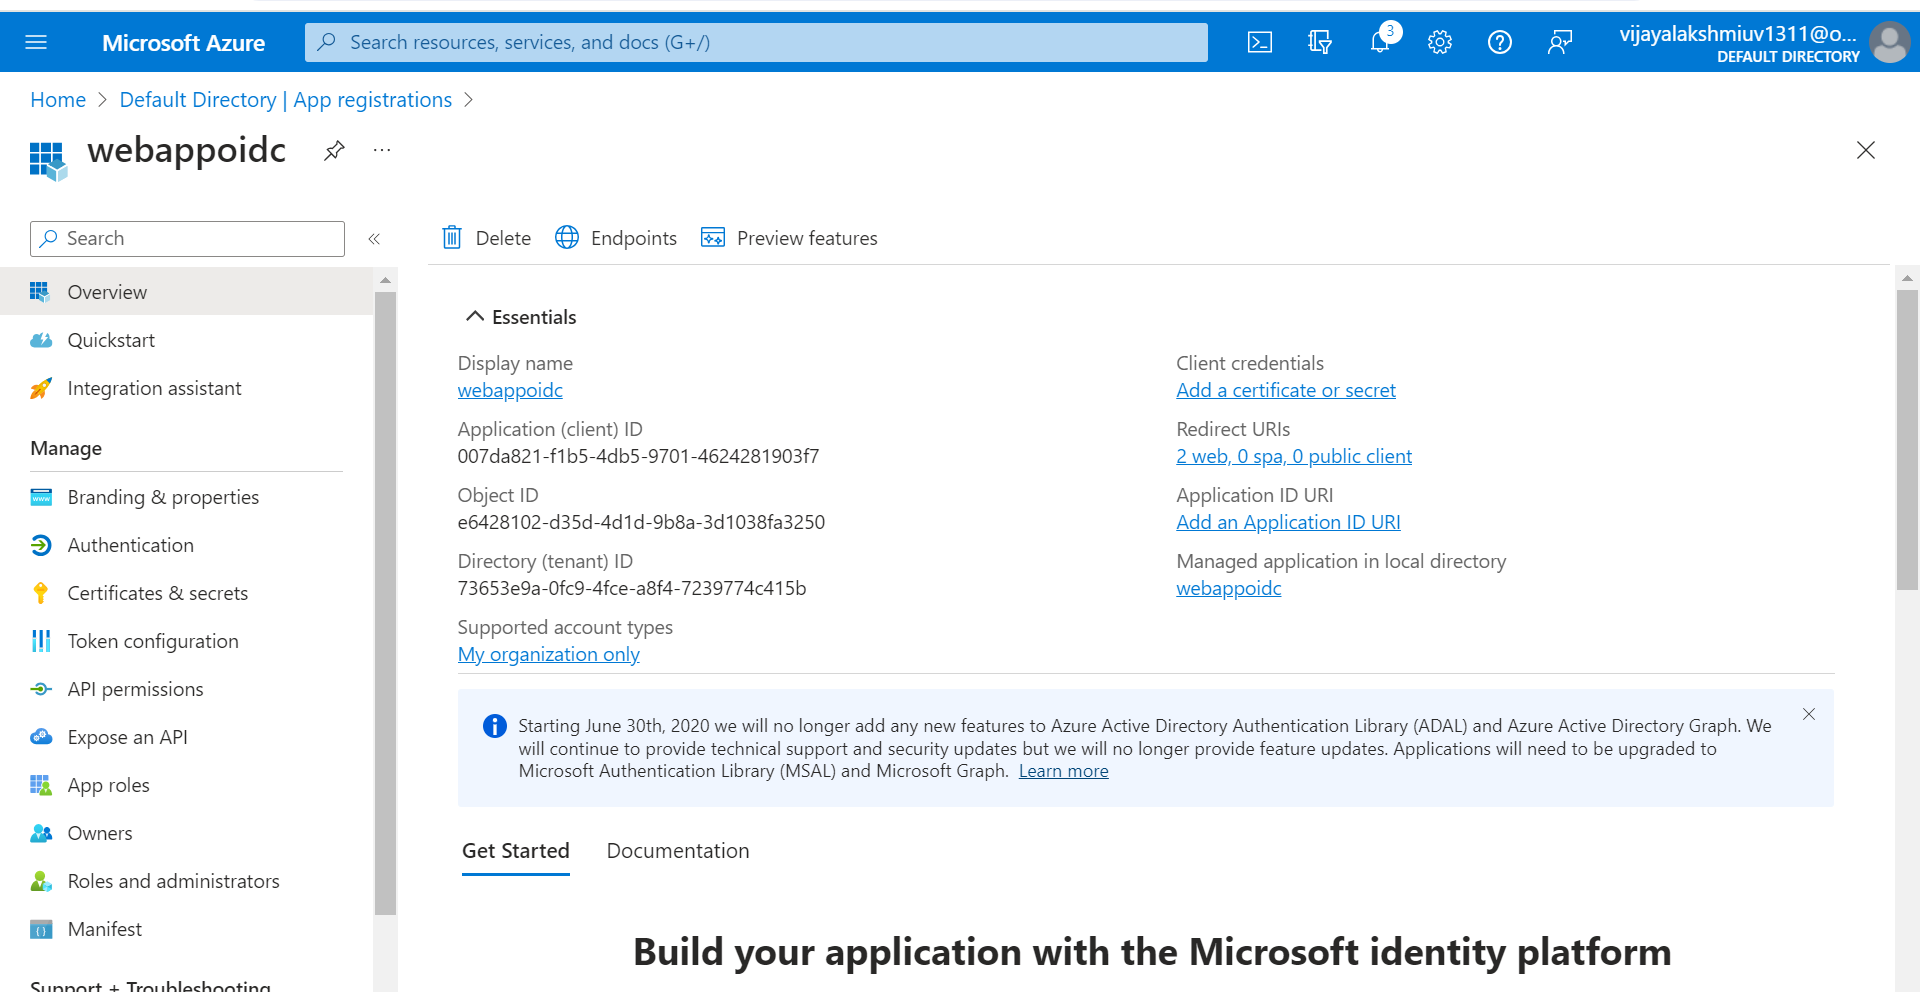 Microsoft Azure
Search resources, services, and docs (G+/)
3
vijayalakshmiuv1311@o...
DEFAULT DIRECTORY
Home > Default Directory | App registrations >
webappoidc
...
Search
«
Overview
Quickstart
Integration assistant
Manage
Branding & properties
Authentication
Certificates & secrets
Token configuration
API permissions
Expose an API
App roles
Owners
Roles and administrators
Manifest
Support + Troubleshooting
Delete
Endpoints
Preview features
Essentials
Display name
webappoidc
Application (client) ID
007da821-f1b5-4db5-9701-4624281903f7
Object ID
e6428102-d35d-4d1d-9b8a-3d1038fa3250
Directory (tenant) ID
73653e9a-0fc9-4fce-a8f4-7239774c415b
Supported account types
My organization only
Client credentials
Add a certificate or secret
Redirect URIs
2 web, 0 spa, 0 public client
Application ID URI
Add an Application ID URI
Managed application in local directory
webappoidc
Starting June 30th, 2020 we will no longer add any new features to Azure Active Directory Authentication Library (ADAL) and Azure Active Directory Graph. We
will continue to provide technical support and security updates but we will no longer provide feature updates. Applications will need to be upgraded to
Microsoft Authentication Library (MSAL) and Microsoft Graph. Learn more
Get Started
Documentation
Build your application with the Microsoft identity platform